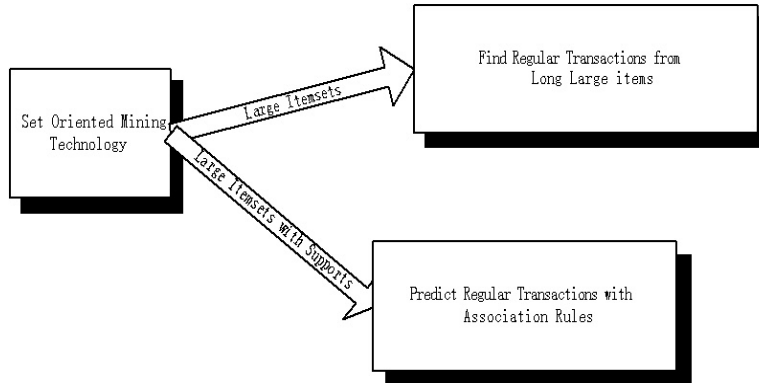 Set Oriented Mining
Technology
Large Itemsets
Find Regular Transactions from
Long Large items
Large Itemsets with Supports
Predict Regular Transactions with
Association Rules